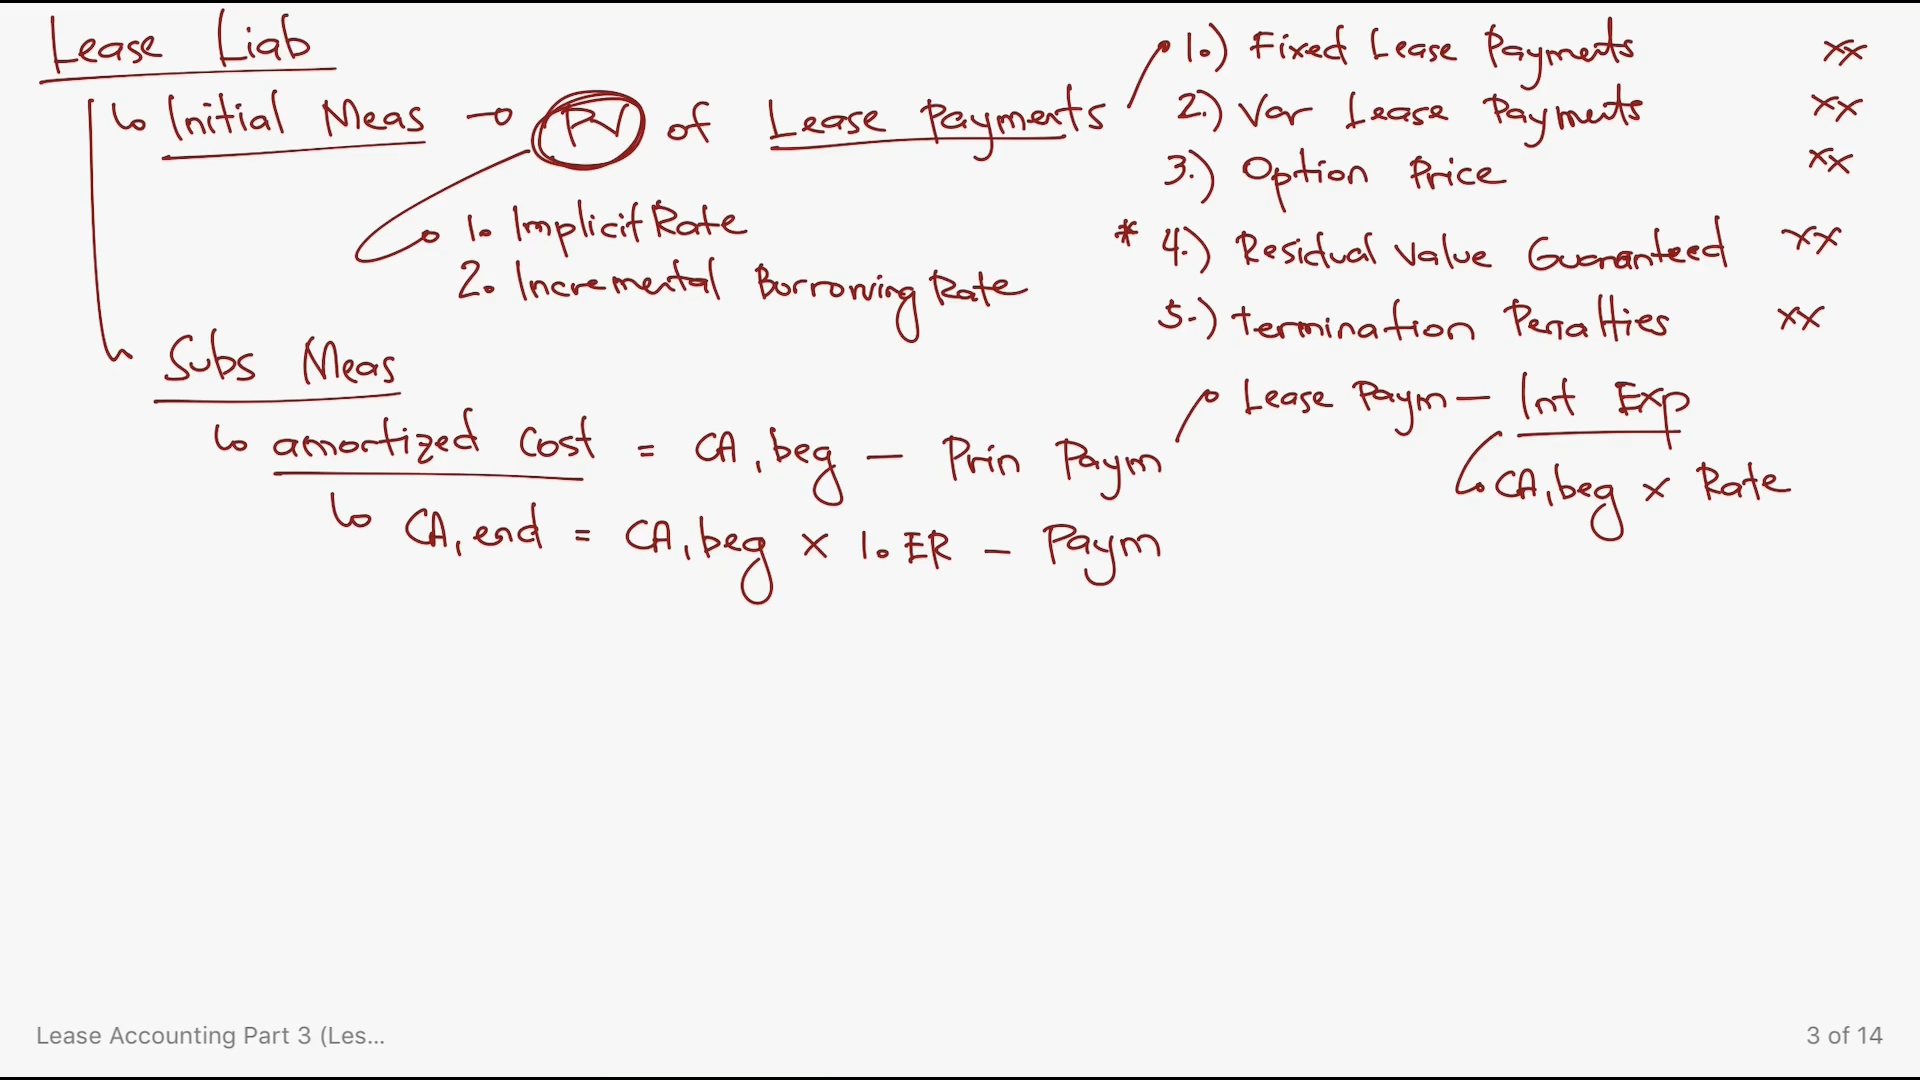 Lease Liab
Initial Meas → PV of Lease Payments
1. Implicit Rate
2. Incremental Borrowing Rate
1.) Fixed Lease Payments xx
2.) Var Lease Payments xx
3.) Option Price xx
* 4.) Residual Value Guaranteed xx
5.) termination Penalties xx
Subs Meas
amortized Cost = CA, beg - Prin Paym
Lease Paym - Int Exp
CA, beg x Rate
CA, end = CA, beg x 1.ER - Paym
Lease Accounting Part 3 (Les...
3 of 14